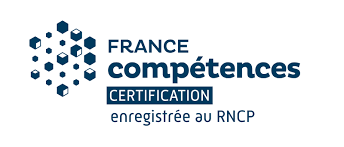 FRANCE
compétences
CERTIFICATION
enregistrée au RNCP